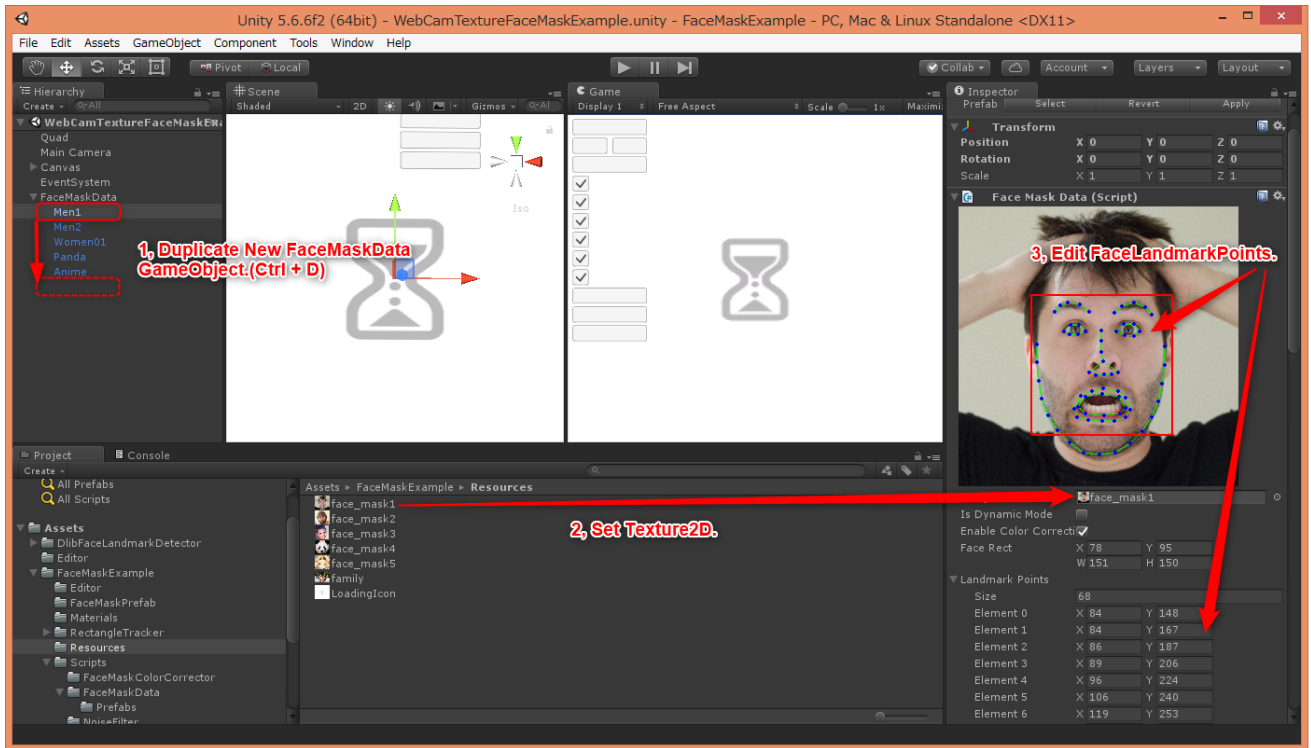 Unity 5.6.6f2 (64bit) - WebCamTextureFaceMaskExample.unity - FaceMaskExample - PC, Mac & Linux Standalone <DX11>
File Edit Assets GameObject Component Tools Window Help
Pivot Local Collab Account Layers Layout
Hierarchy
Create All
WebCamTextureFaceMaskExa
Quad
Main Camera
Canvas
EventSystem
FaceMaskData
Men1
Men2
Women01
Panda
Anime
1, Duplicate New FaceMaskData
GameObject.(Ctrl + D)
Scene
Shaded 2D Gizmos All
Iso
Game
Display 1 Free Aspect Scale 1x Maximi
Inspector
Prefab Select Revert Apply
Transform
Position X 0 Y 0 Z 0
Rotation X 0 Y 0 Z 0
Scale X 1 Y 1 Z 1
Face Mask Data (Script)
3, Edit FaceLandmarkPoints.
face_mask1
Is Dynamic Mode
Enable Color Correcti
Face Rect X 78 Y 95
W 151 H 150
Landmark Points
Size 68
Element 0 X 84 Y 148
Element 1 X 84 Y 167
Element 2 X 86 Y 187
Element 3 X 89 Y 206
Element 4 X 96 Y 224
Element 5 X 106 Y 240
Element 6 X 119 Y 253
Project Console
Create
All Prefabs
All Scripts
Assets
DlibFaceLandmarkDetector
Editor
FaceMaskExample
Editor
FaceMaskPrefab
Materials
RectangleTracker
Resources
Scripts
FaceMaskColorCorrector
FaceMaskData
Prefabs
NoiseFilter
Assets FaceMaskExample Resources
face_mask1
face_mask2
face_mask3
face_mask4
face_mask5
family
LoadingIcon
2, Set Texture2D.